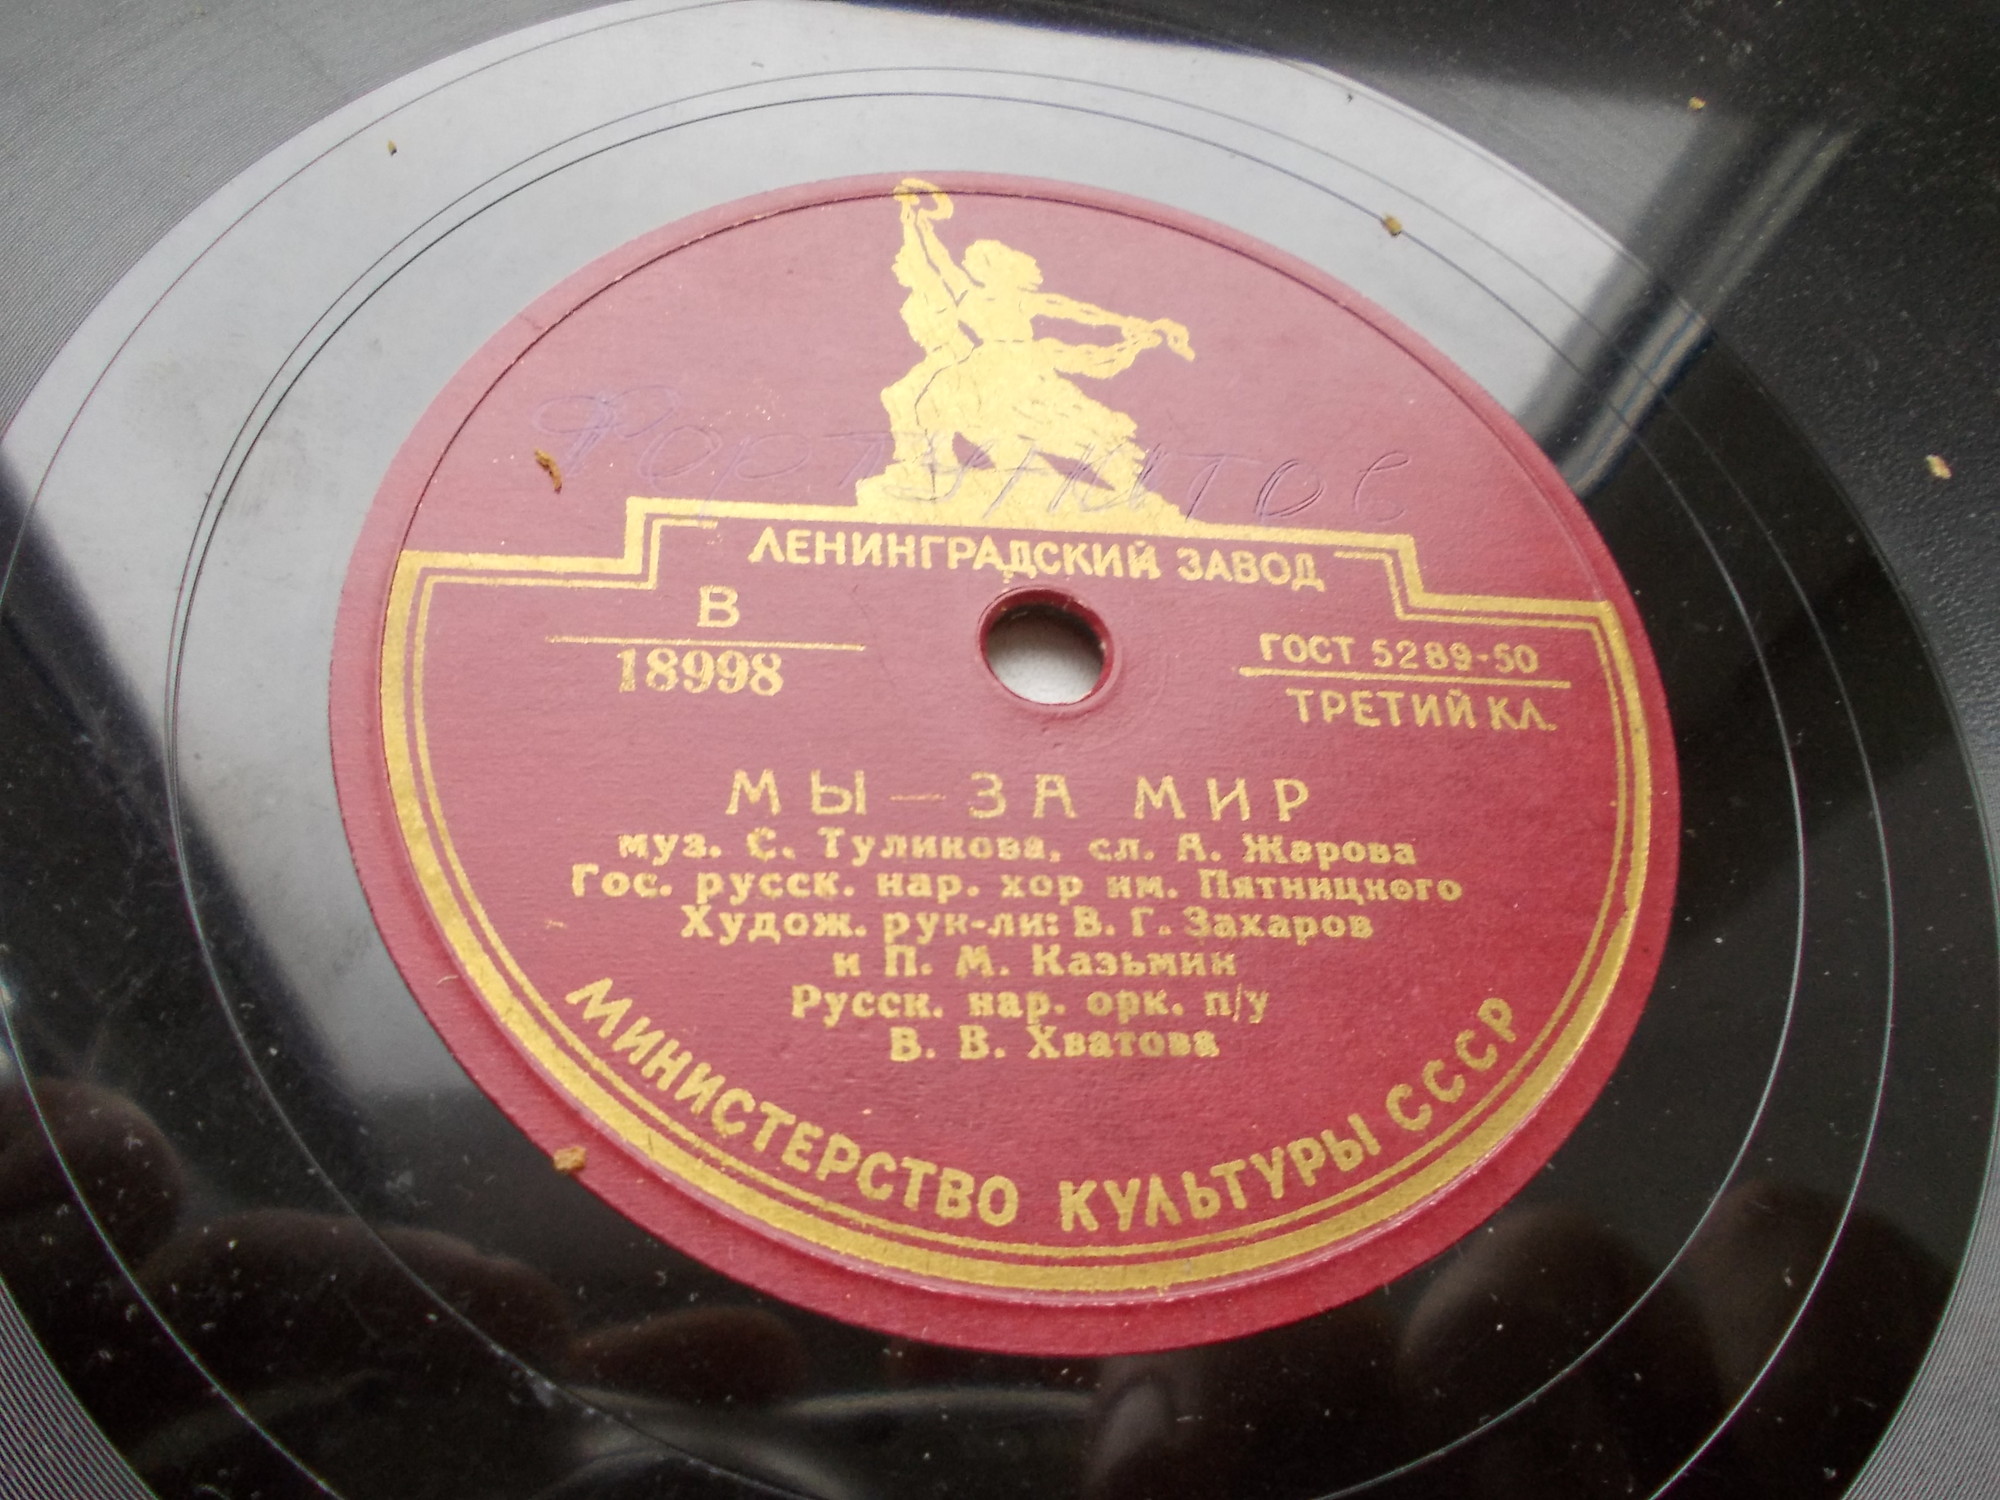 Фортунатов
ЛЕНИНГРАДСКИЙ ЗАВОД
В
18998
ГОСТ 5289-50
ТРЕТИЙ КЛ.
МЫ — ЗА МИР
муз. С. Туликова, сл. А. Жарова
Гос. русск. нар. хор им. Пятницкого
Худож. рук-ли: В. Г. Захаров
и П. М. Казьмин
Русск. нар. орк. п/у
В. В. Хватова
МИНИСТЕРСТВО КУЛЬТУРЫ СССР